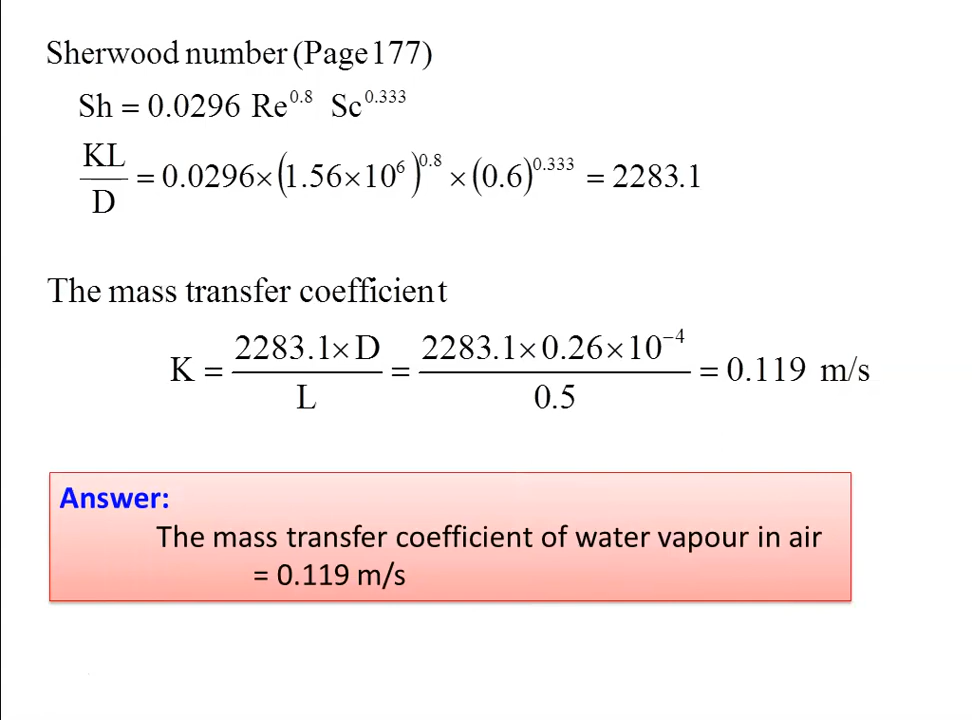 Sherwood number (Page 177)
Sh = 0.0296 Re^0.8 Sc^0.333
KL/D = 0.0296×(1.56×10^6)^0.8 ×(0.6)^0.333 = 2283.1
The mass transfer coefficient
K = 2283.1× D / L = 2283.1× 0.26×10^−4 / 0.5 = 0.119 m/s
Answer:
The mass transfer coefficient of water vapour in air
= 0.119 m/s